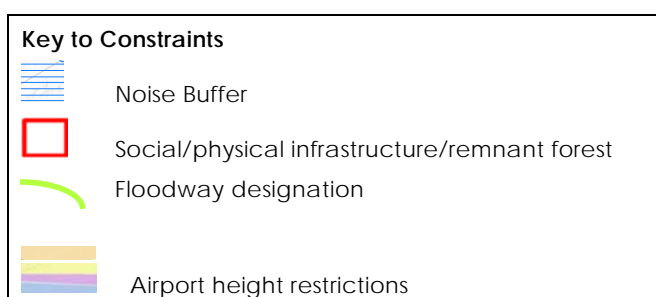 Key to Constraints
Noise Buffer
Social/physical infrastructure/remnant forest
Floodway designation
Airport height restrictions